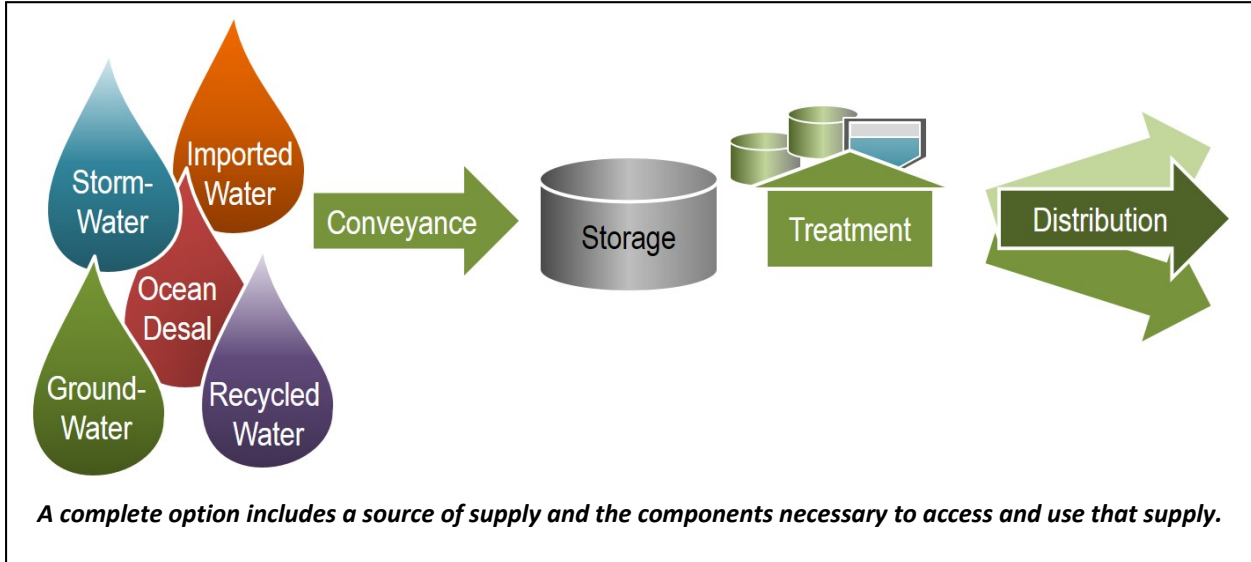 Storm-
Water
Imported
Water
Ocean
Desal
Ground-
Water
Recycled
Water
Conveyance
Storage
Treatment
Distribution
A complete option includes a source of supply and the components necessary to access and use that supply.